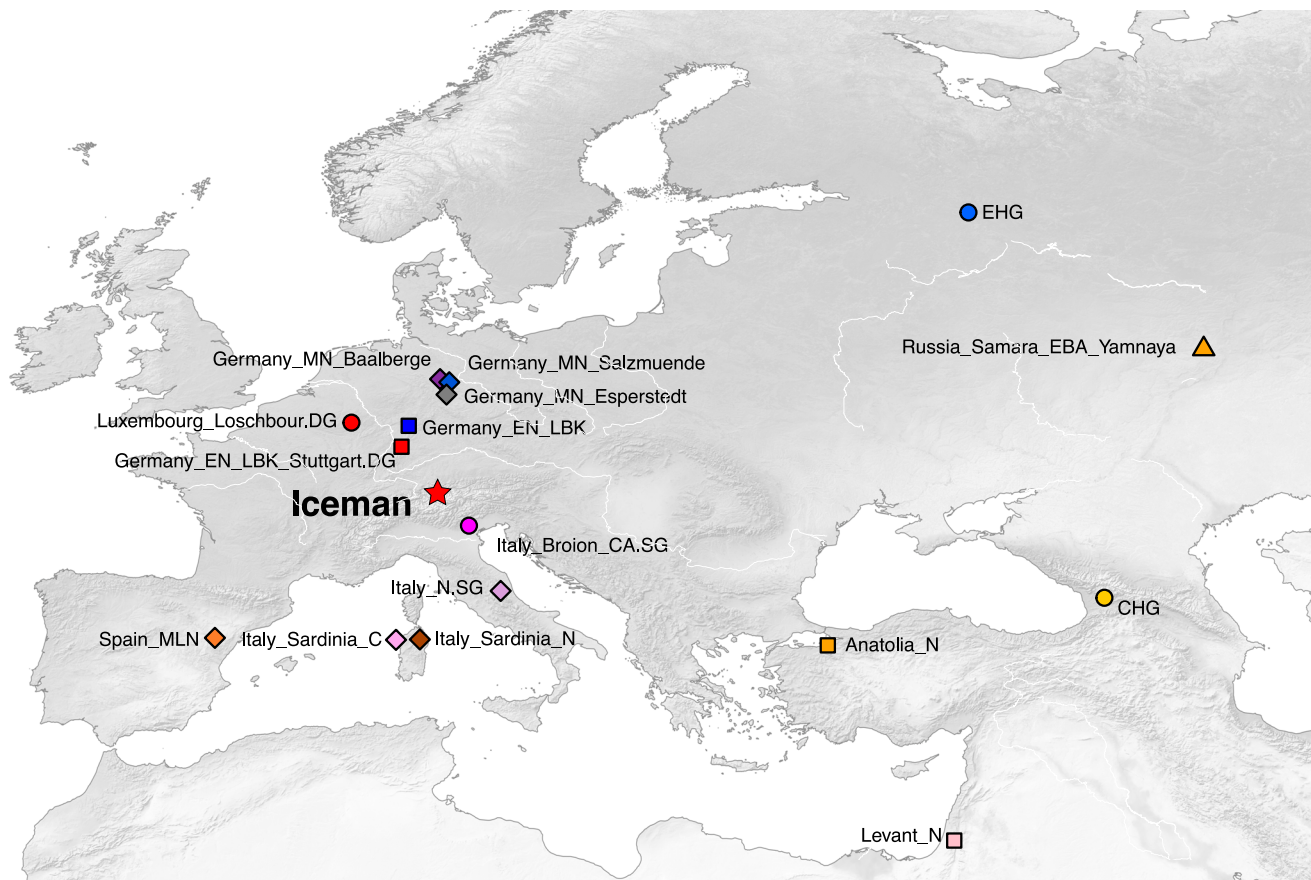 EHG
Russia_Samara_EBA_Yamnaya
Germany_MN_Baalberge
Germany_MN_Salzmuende
Germany_MN_Esperstedt
Luxembourg_Loschbour.DG
Germany_EN_LBK
Germany_EN_LBK_Stuttgart.DG
Iceman
Italy_Broion_CA.SG
Italy_N.SG
CHG
Spain_MLN
Italy_Sardinia_C
Italy_Sardinia_N
Anatolia_N
Levant_N